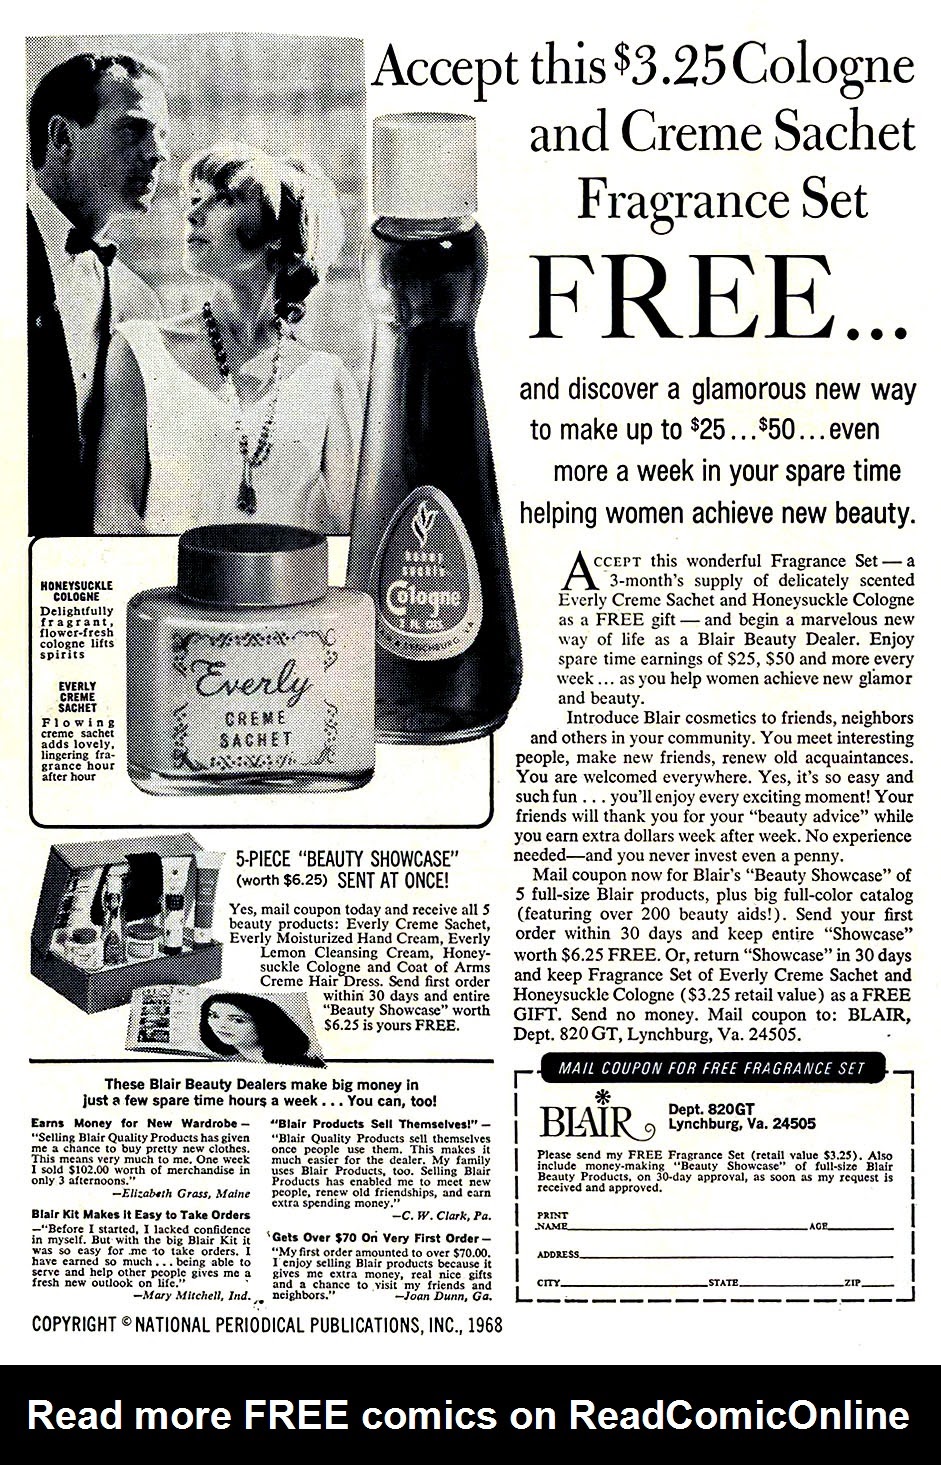 Accept this $3.25 Cologne
and Creme Sachet
Fragrance Set
FREE...
and discover a glamorous new way
to make up to $25...$50...even
more a week in your spare time
helping women achieve new beauty.
ACCEPT this wonderful Fragrance Set — a
3-month's supply of delicately scented
Everly Creme Sachet and Honeysuckle Cologne
as a FREE gift — and begin a marvelous new
way of life as a Blair Beauty Dealer. Enjoy
spare time earnings of $25, $50 and more every
week ... as you help women achieve new glamor
and beauty.
Introduce Blair cosmetics to friends, neighbors
and others in your community. You meet interesting
people, make new friends, renew old acquaintances.
You are welcomed everywhere. Yes, it's so easy and
such fun . . . you'll enjoy every exciting moment! Your
friends will thank you for your "beauty advice" while
you earn extra dollars week after week. No experience
needed—and you never invest even a penny.
Mail coupon now for Blair's "Beauty Showcase" of
5 full-size Blair products, plus big full-color catalog
(featuring over 200 beauty aids!). Send your first
order within 30 days and keep entire "Showcase"
worth $6.25 FREE. Or, return "Showcase" in 30 days
and keep Fragrance Set of Everly Creme Sachet and
Honeysuckle Cologne ($3.25 retail value) as a FREE
GIFT. Send no money. Mail coupon to: BLAIR,
Dept. 820GT, Lynchburg, Va. 24505.
HONEYSUCKLE
COLOGNE
Delightfully
fragrant,
flower-fresh
cologne lifts
spirits
EVERLY
CREME
SACHET
Flowing
creme sachet
adds lovely,
lingering fra-
grance hour
after hour
Everly
CREME
SACHET
Cologne
1 FL. OZ.
LYNCHBURG, VA.
5-PIECE "BEAUTY SHOWCASE"
(worth $6.25) SENT AT ONCE!
Yes, mail coupon today and receive all 5
beauty products: Everly Creme Sachet,
Everly Moisturized Hand Cream, Everly
Lemon Cleansing Cream, Honey-
suckle Cologne and Coat of Arms
Creme Hair Dress. Send first order
within 30 days and entire
"Beauty Showcase" worth
$6.25 is yours FREE.
These Blair Beauty Dealers make big money in
just a few spare time hours a week . . . You can, too!
Earns Money for New Wardrobe—
"Selling Blair Quality Products has given
me a chance to buy pretty new clothes.
This means very much to me. One week
I sold $102.00 worth of merchandise in
only 3 afternoons."
—Elizabeth Grass, Maine
Blair Kit Makes it Easy to Take Orders
—"Before I started, I lacked confidence
in myself. But with the big Blair Kit it
was so easy for me to take orders. I
have earned so much . . . being able to
serve and help other people gives me a
fresh new outlook on life."
—Mary Mitchell, Ind.
"Blair Products Sell Themselves!"—
"Blair Quality Products sell themselves
once people use them. This makes it
much easier for the dealer. My family
uses Blair Products, too. Selling Blair
Products has enabled me to meet new
people, renew old friendships, and earn
extra spending money."
—C. W. Clark, Pa.
Gets Over $70 On Very First Order—
"My first order amounted to over $70.00.
I enjoy selling Blair products because it
gives me extra money, real nice gifts
and a chance to visit my friends and
neighbors." —Joan Dunn, Ga.
MAIL COUPON FOR FREE FRAGRANCE SET
BLAIR
Dept. 820GT
Lynchburg, Va. 24505
Please send my FREE Fragrance Set (retail value $3.25). Also
include money-making "Beauty Showcase" of full-size Blair
Beauty Products, on 30-day approval, as soon as my request is
received and approved.
PRINT
NAME AGE
ADDRESS
CITY STATE ZIP
COPYRIGHT © NATIONAL PERIODICAL PUBLICATIONS, INC., 1968
Read more FREE comics on ReadComicOnline